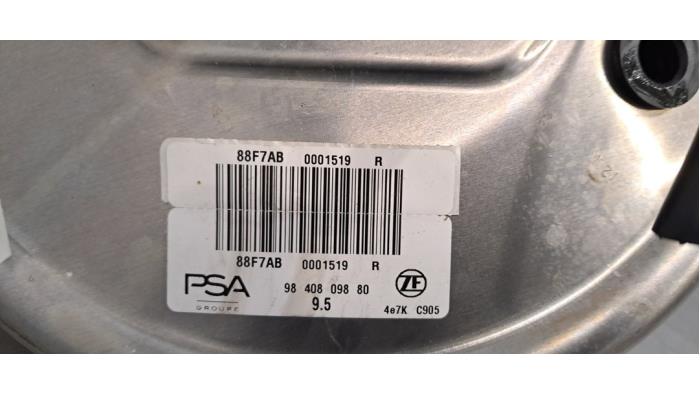 88F7AB 0001519 R
88F7AB 0001519 R
PSA
GROUPE
98 408 098 80
9.5
ZF
4e7K C905